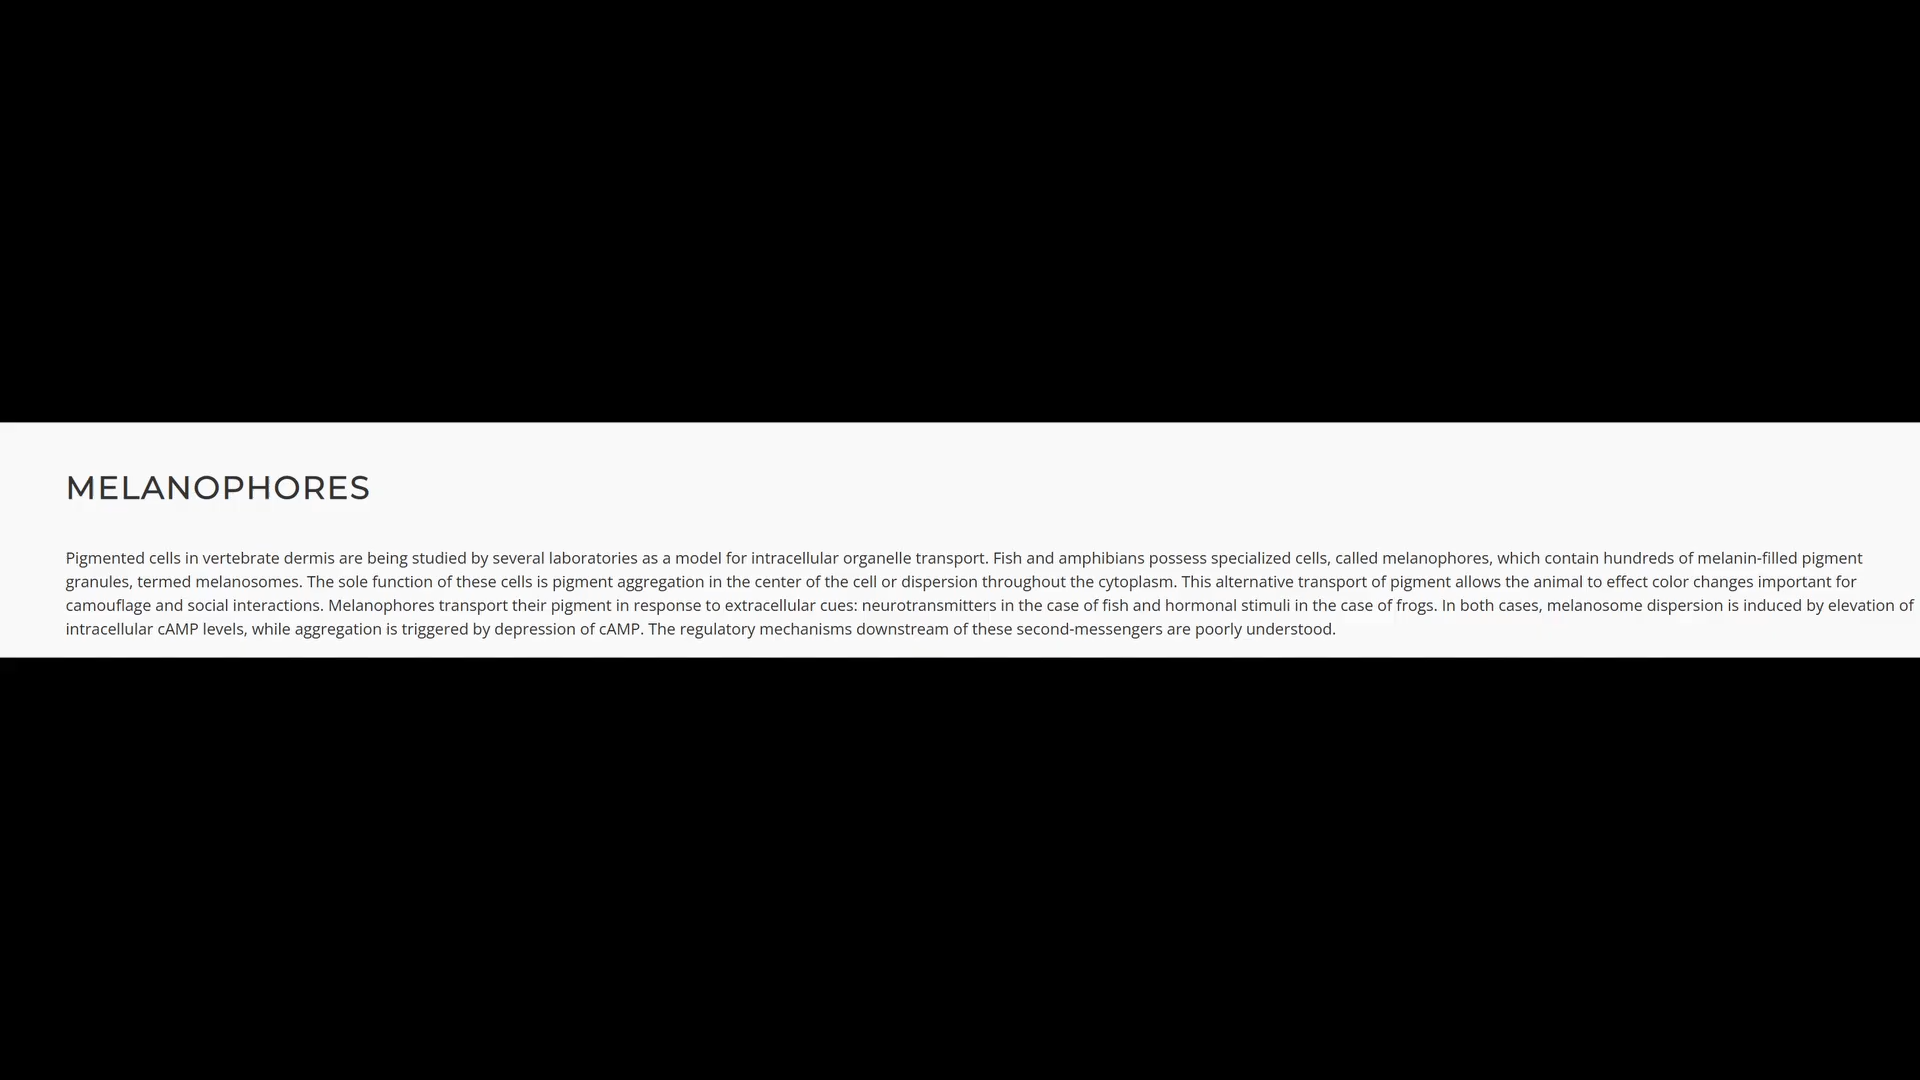 MELANOPHORES
Pigmented cells in vertebrate dermis are being studied by several laboratories as a model for intracellular organelle transport. Fish and amphibians possess specialized cells, called melanophores, which contain hundreds of melanin-filled pigment
granules, termed melanosomes. The sole function of these cells is pigment aggregation in the center of the cell or dispersion throughout the cytoplasm. This alternative transport of pigment allows the animal to effect color changes important for
camouflage and social interactions. Melanophores transport their pigment in response to extracellular cues: neurotransmitters in the case of fish and hormonal stimuli in the case of frogs. In both cases, melanosome dispersion is induced by elevation of
intracellular cAMP levels, while aggregation is triggered by depression of cAMP. The regulatory mechanisms downstream of these second-messengers are poorly understood.